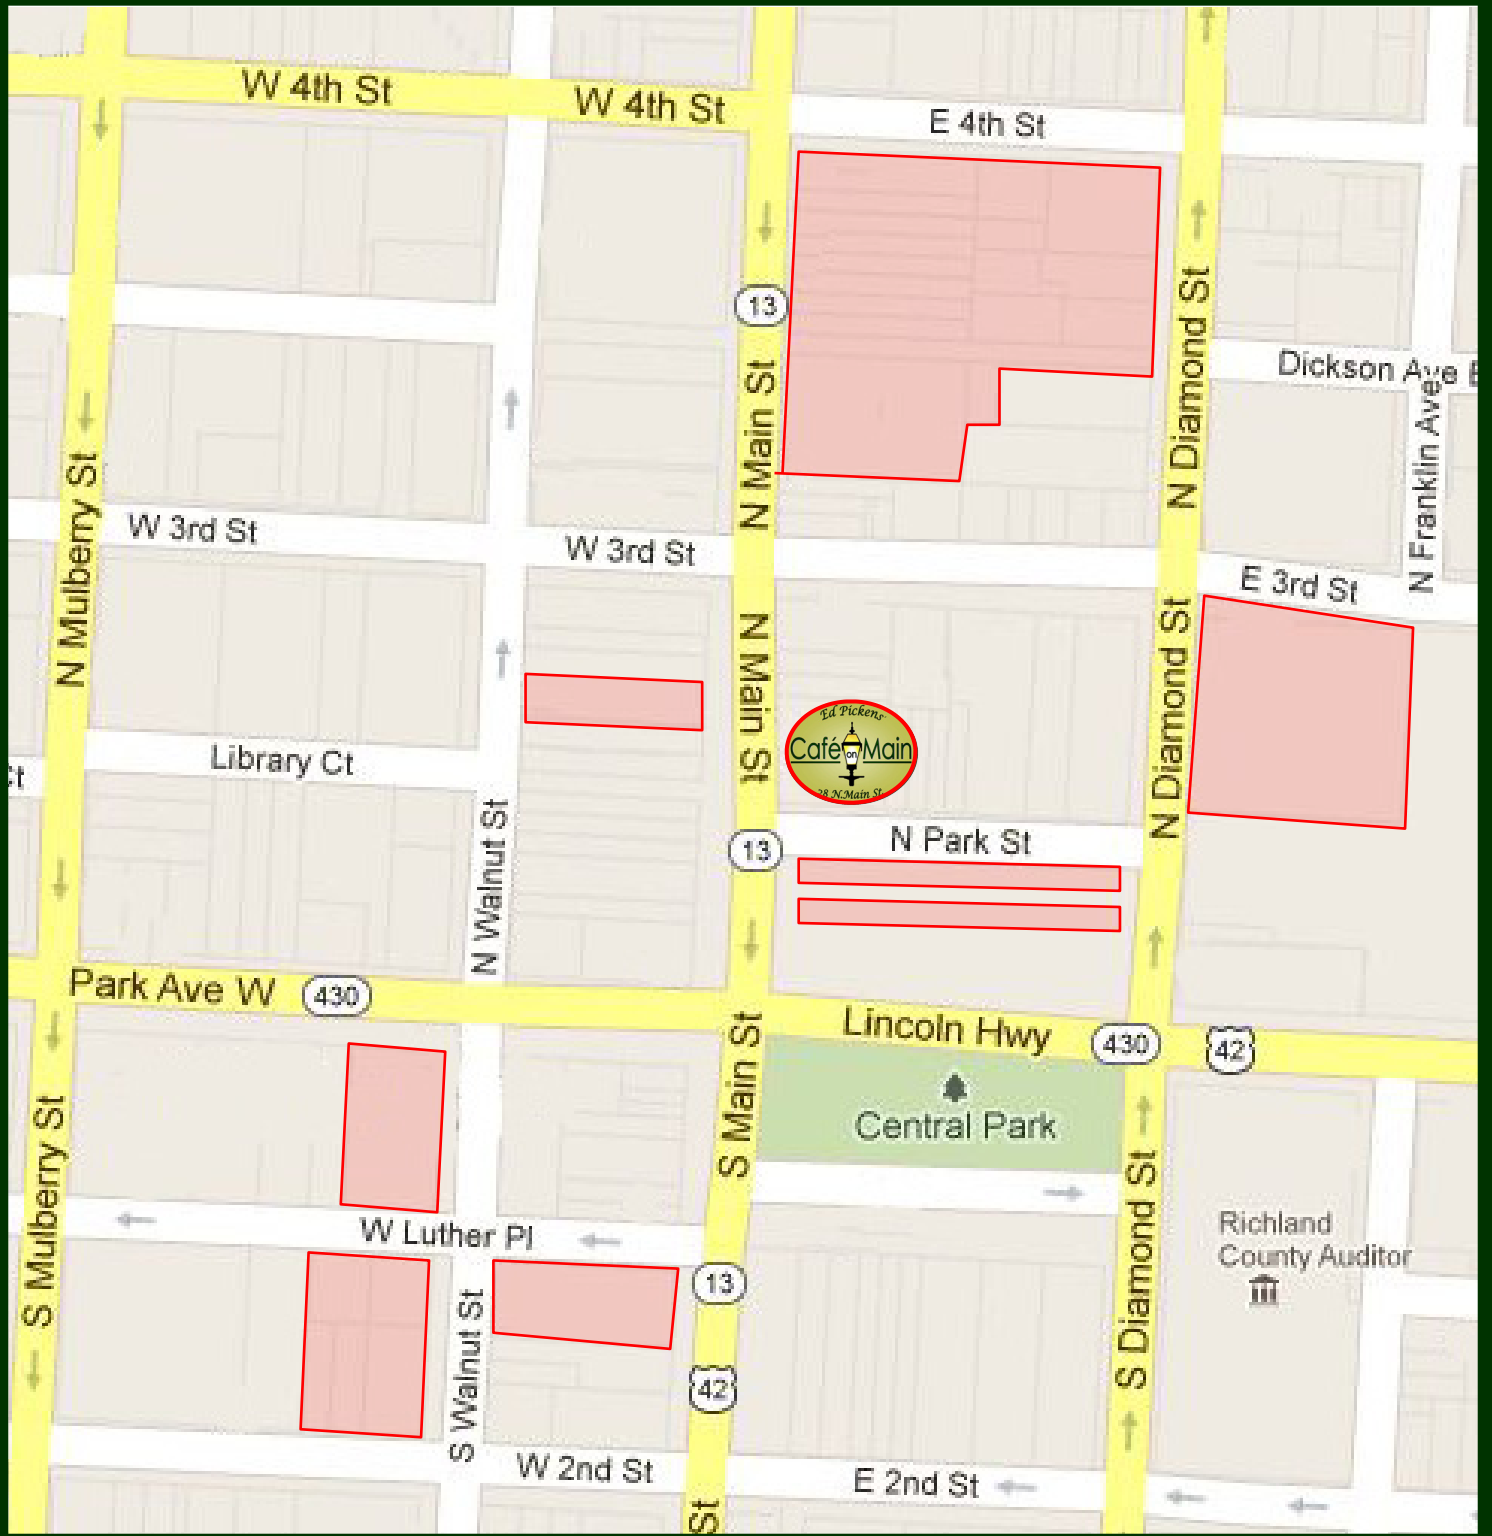 W 4th St
W 4th St
E 4th St
13
N Diamond St
N Main St
Dickson Ave E
N Franklin Ave
N Mulberry St
W 3rd St
W 3rd St
E 3rd St
N Main St
N Diamond St
Ed Pickens'
Café on Main
28 N.Main St.
Library Ct
Ct
N Walnut St
13
N Park St
Park Ave W
430
Lincoln Hwy
430
42
S Main St
Central Park
S Mulberry St
S Diamond St
W Luther Pl
Richland
County Auditor
13
S Walnut St
42
W 2nd St
E 2nd St
St